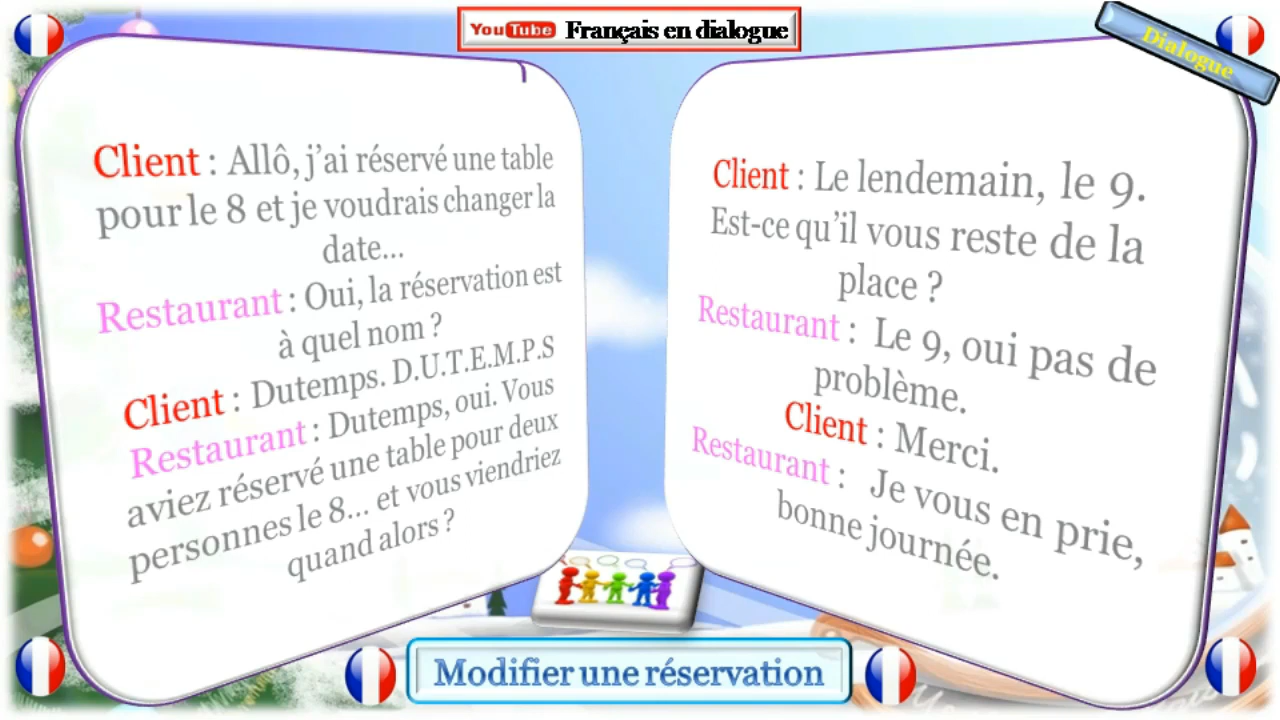 YouTube Français en dialogue
Dialogue
Client : Allô, j'ai réservé une table
pour le 8 et je voudrais changer la
date...
Restaurant : Oui, la réservation est
à quel nom ?
Client : Dutemps. D.U.T.E.M.P.S
Restaurant : Dutemps, oui. Vous
aviez réservé une table pour deux
personnes le 8... et vous viendriez
quand alors ?
Client : Le lendemain, le 9.
Est-ce qu'il vous reste de la
place ?
Restaurant : Le 9, oui pas de
problème.
Client : Merci.
Restaurant : Je vous en prie,
bonne journée.
Modifier une réservation